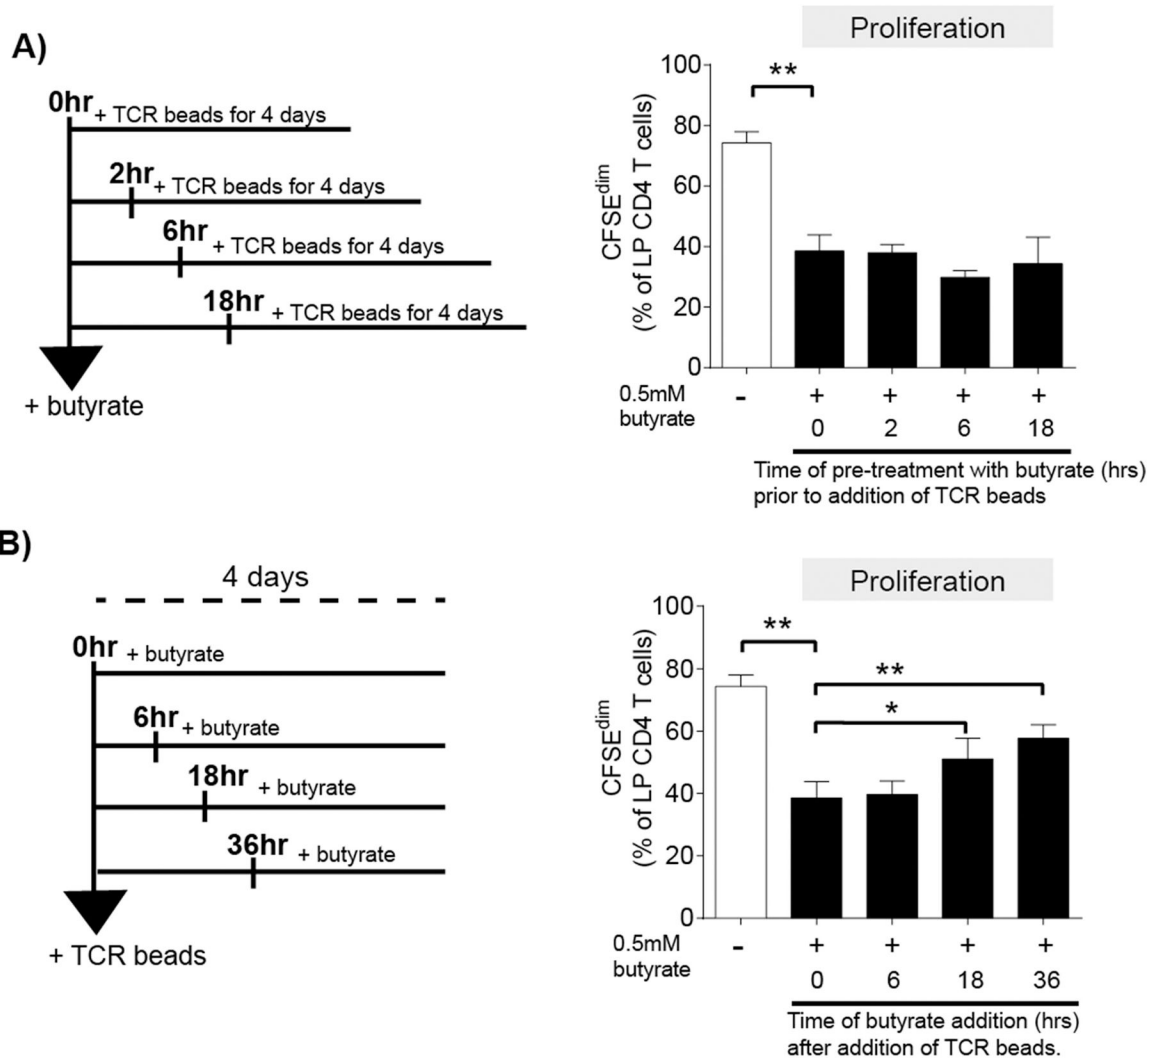 A)
0hr + TCR beads for 4 days
2hr + TCR beads for 4 days
6hr + TCR beads for 4 days
18hr + TCR beads for 4 days
+ butyrate
Proliferation
100
80
60
40
20
0
CFSEdim
(% of LP CD4 T cells)
**
0.5mM
butyrate
- + + + +
0 2 6 18
Time of pre-treatment with butyrate (hrs)
prior to addition of TCR beads
B)
4 days
0hr + butyrate
6hr + butyrate
18hr + butyrate
36hr + butyrate
+ TCR beads
Proliferation
100
80
60
40
20
0
CFSEdim
(% of LP CD4 T cells)
**
**
*
0.5mM
butyrate
- + + + +
0 6 18 36
Time of butyrate addition (hrs)
after addition of TCR beads.